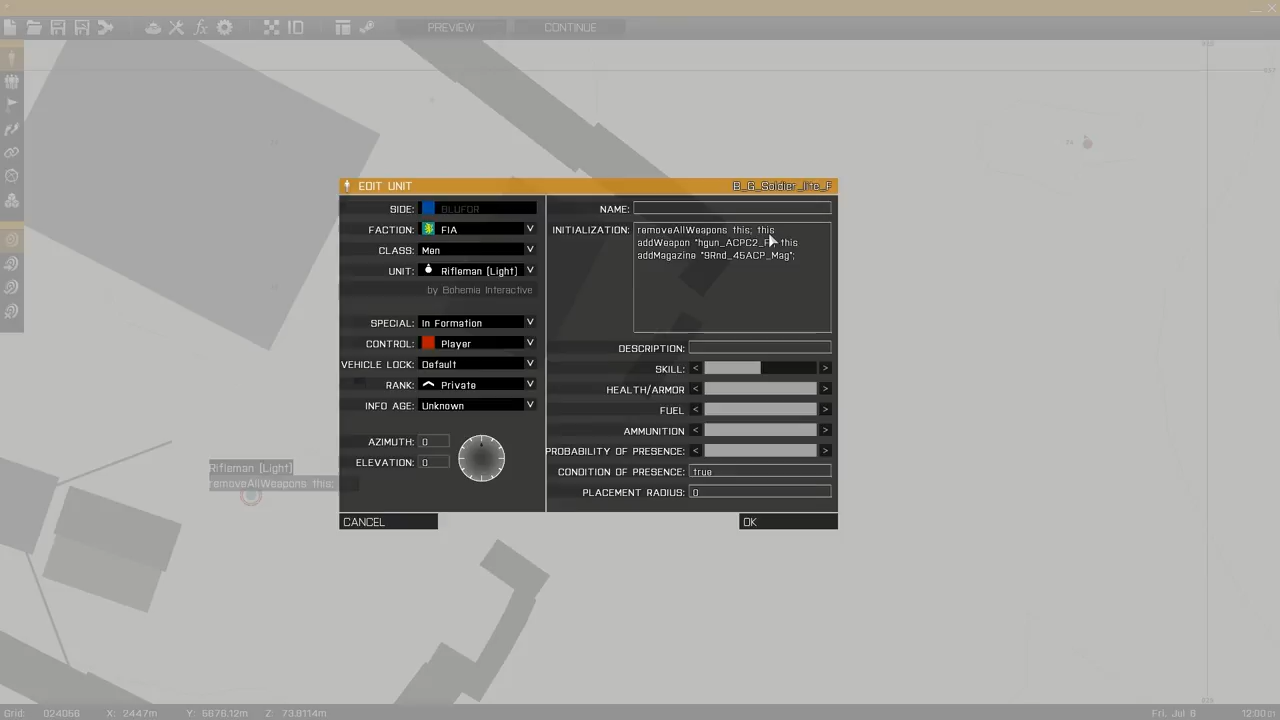 ID
PREVIEW
CONTINUE
EDIT UNIT
B_G_Soldier_lite_F
SIDE:
BLUFOR
FACTION:
FIA
CLASS:
Men
UNIT:
Rifleman (Light)
by Bohemia Interactive
SPECIAL:
In Formation
CONTROL:
Player
VEHICLE LOCK:
Default
RANK:
Private
INFO AGE:
Unknown
AZIMUTH:
0
ELEVATION:
0
NAME:
INITIALIZATION:
removeAllWeapons this; this
addWeapon "hgun_ACPC2_F this
addMagazine "9Rnd_45ACP_Mag";
DESCRIPTION:
SKILL:
HEALTH/ARMOR
FUEL
AMMUNITION
PROBABILITY OF PRESENCE:
CONDITION OF PRESENCE:
true
PLACEMENT RADIUS:
0
CANCEL
OK
Rifleman (Light)
removeAllWeapons this;
Grid: 024056 X: 2447m Y: 5676.12m Z: 73.9114m
Fri, Jul 6 12:00